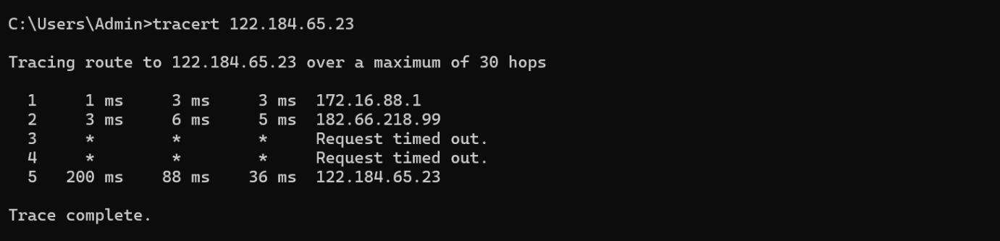 C:\Users\Admin>tracert 122.184.65.23
Tracing route to 122.184.65.23 over a maximum of 30 hops
1 1 ms 3 ms 3 ms 172.16.88.1
2 3 ms 6 ms 5 ms 182.66.218.99
3 * * * Request timed out.
4 * * * Request timed out.
5 200 ms 88 ms 36 ms 122.184.65.23
Trace complete.